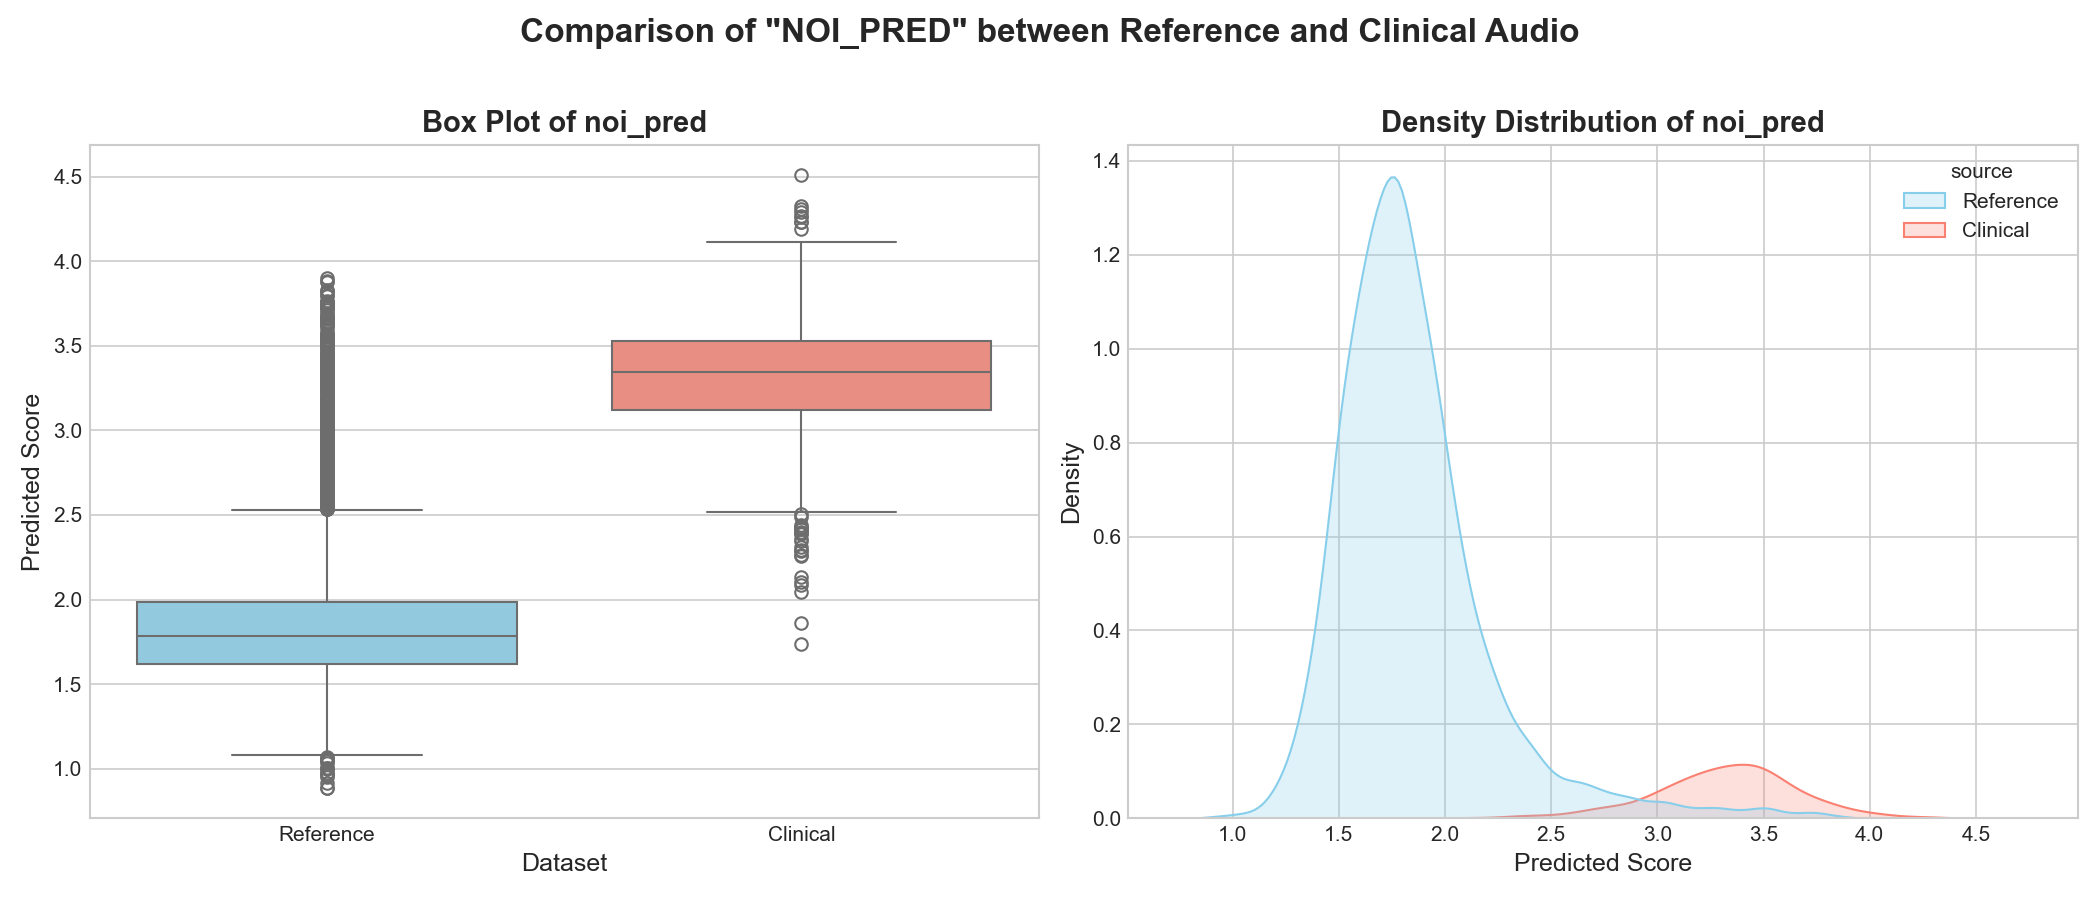 Comparison of "NOI_PRED" between Reference and Clinical Audio
Box Plot of noi_pred
Predicted Score
4.5
4.0
3.5
3.0
2.5
2.0
1.5
1.0
Reference
Clinical
Dataset
Density Distribution of noi_pred
Density
1.4
1.2
1.0
0.8
0.6
0.4
0.2
0.0
source
Reference
Clinical
1.0
1.5
2.0
2.5
3.0
3.5
4.0
4.5
Predicted Score